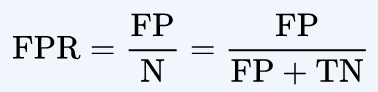 FPR = FP/N = FP/(FP + TN)